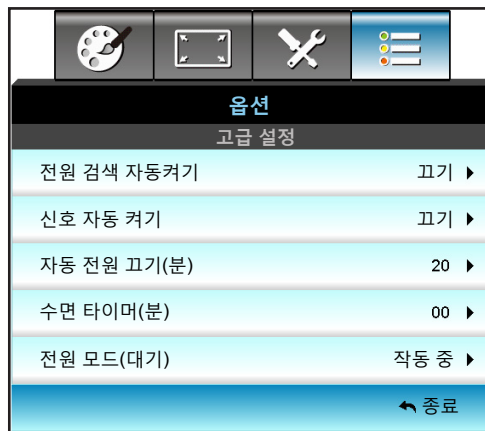 옵션
고급 설정
전원 검색 자동켜기 끄기
신호 자동 켜기 끄기
자동 전원 끄기(분) 20
수면 타이머(분) 00
전원 모드(대기) 작동 중
종료